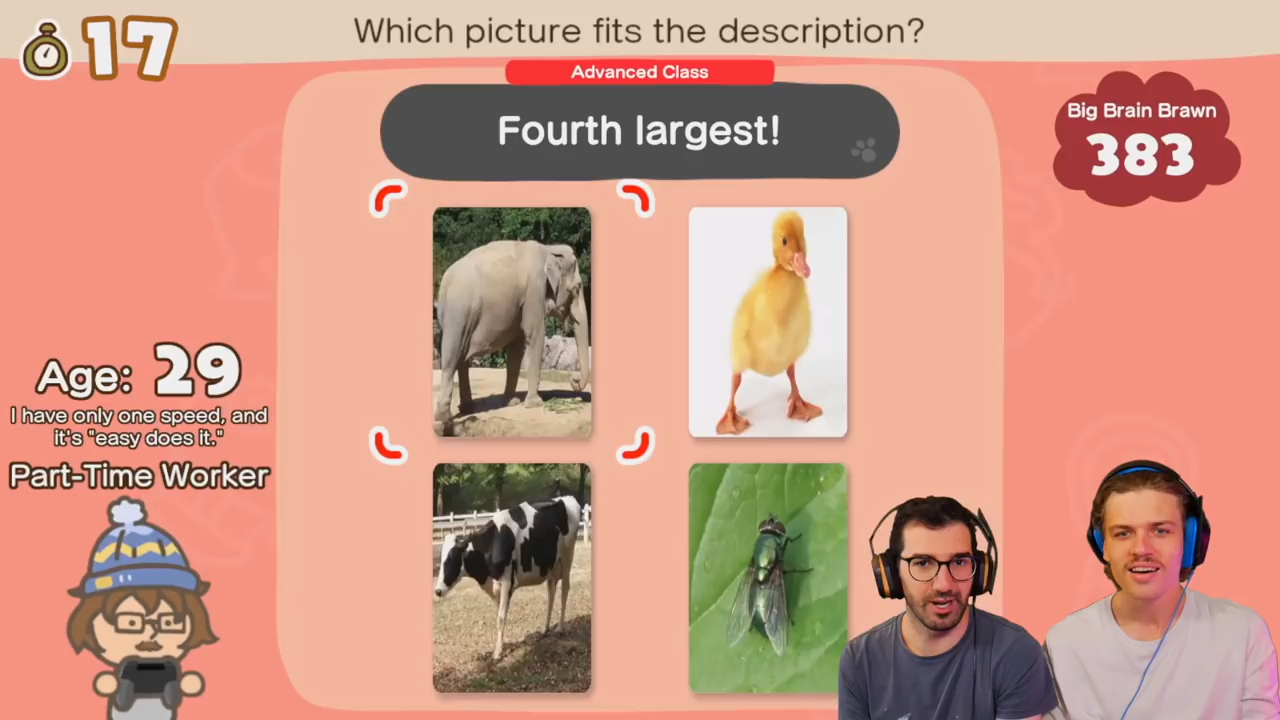 17
Which picture fits the description?
Advanced Class
Fourth largest!
Big Brain Brawn
383
Age: 29
I have only one speed, and
it's "easy does it."
Part-Time Worker